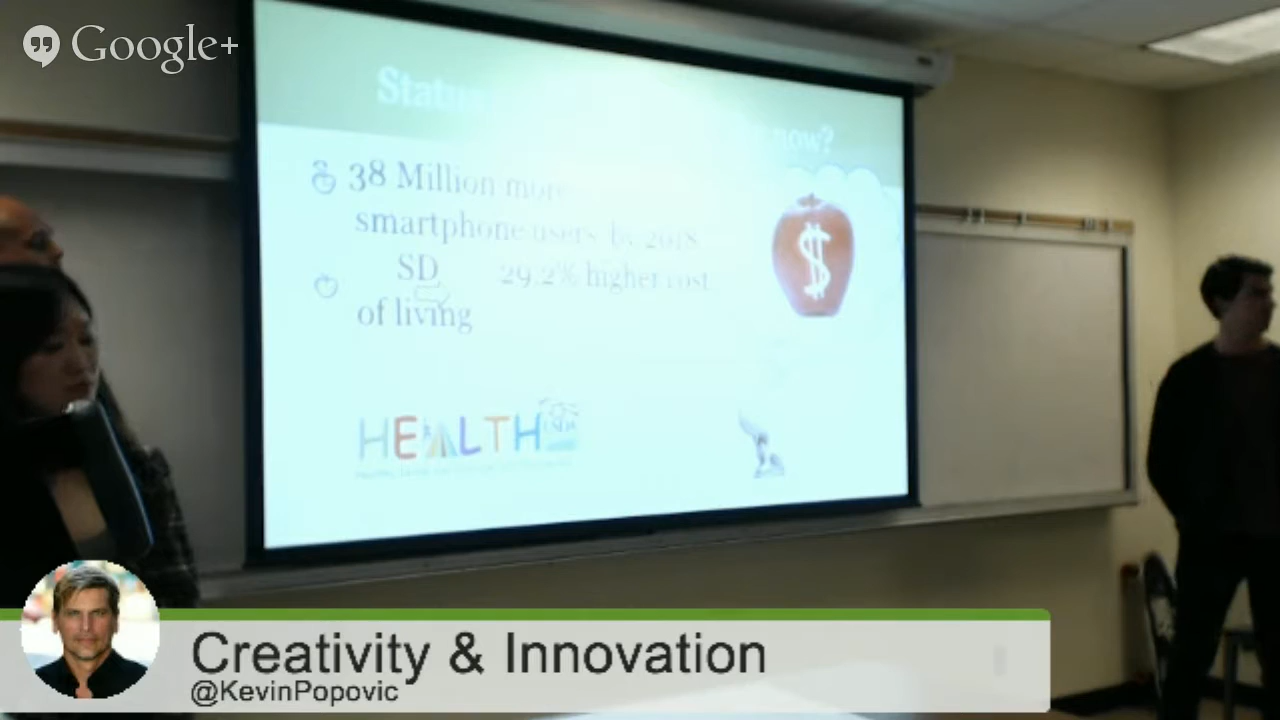 Google+
now?
38 Million more
smartphone users by 2018
SD 29.2% higher cost
of living
$
HEALTH
Creativity & Innovation
@KevinPopovic